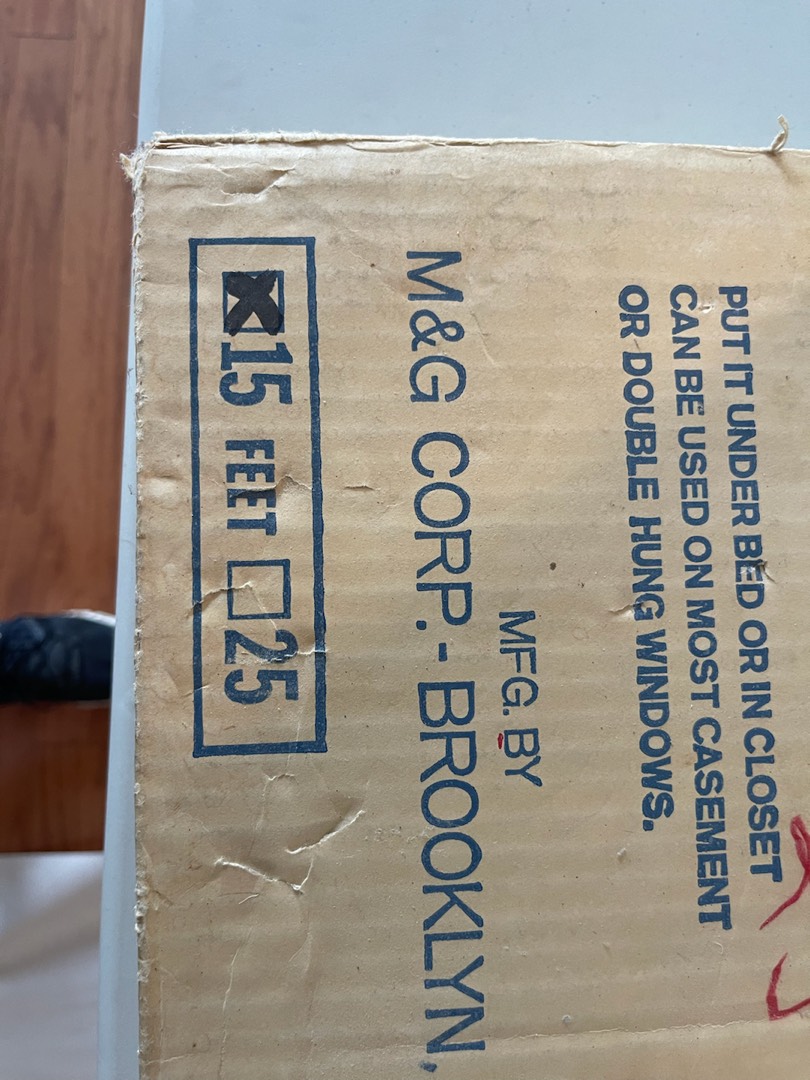 PUT IT UNDER BED OR IN CLOSET
CAN BE USED ON MOST CASEMENT
OR DOUBLE HUNG WINDOWS.
MFG. BY
M&G CORP.-BROOKLYN,
15 FEET 25